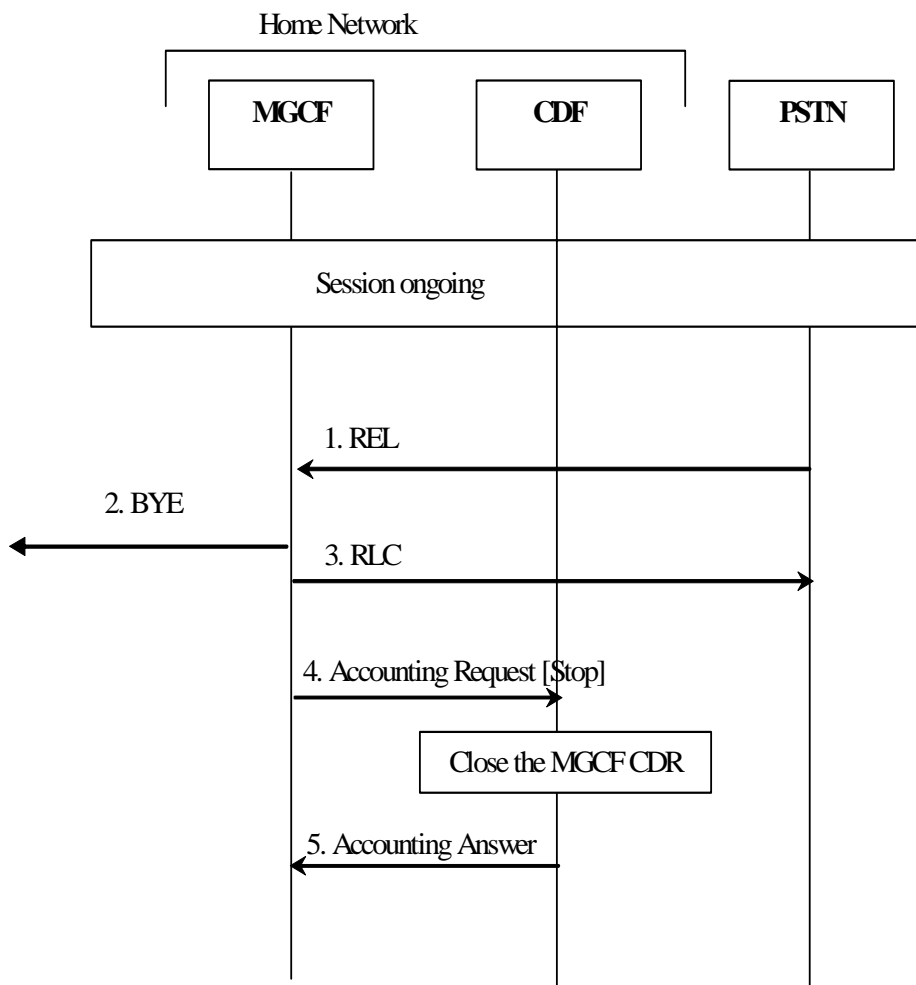 Home Network
MGCF
CDF
PSTN
Session ongoing
1. REL
2. BYE
3. RLC
4. Accounting Request [Stop]
Close the MGCF CDR
5. Accounting Answer